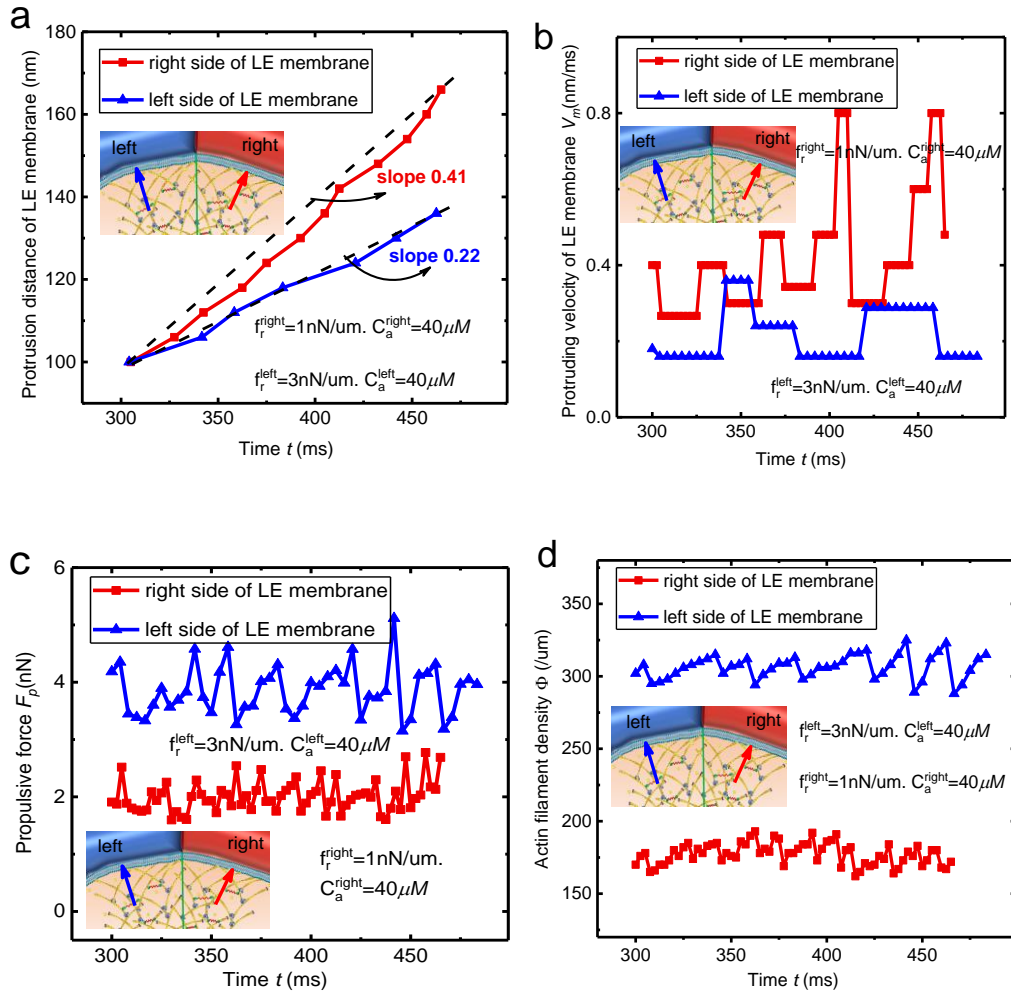 a
Protrusion distance of LE membrane (nm)
180
160
140
120
100
right side of LE membrane
left side of LE membrane
left
right
slope 0.41
slope 0.22
f_r^right=1nN/um. C_a^right=40μM
f_r^left=3nN/um. C_a^left=40μM
300 350 400 450
Time t (ms)
b
Protruding velocity of LE membrane V_m(nm/ms)
0.8
0.4
0.0
right side of LE membrane
left side of LE membrane
left
right
f_r^right=1nN/um. C_a^right=40μM
f_r^left=3nN/um. C_a^left=40μM
300 350 400 450
Time t (ms)
c
Propulsive force F_p(nN)
6
4
2
0
right side of LE membrane
left side of LE membrane
f_r^left=3nN/um. C_a^left=40μM
left
right
f_r^right=1nN/um.
C_a^right=40μM
300 350 400 450
Time t (ms)
d
Actin filament density Φ (/um)
350
300
250
200
150
right side of LE membrane
left side of LE membrane
left
right
f_r^left=3nN/um. C_a^left=40μM
f_r^right=1nN/um. C_a^right=40μM
300 350 400 450
Time t (ms)